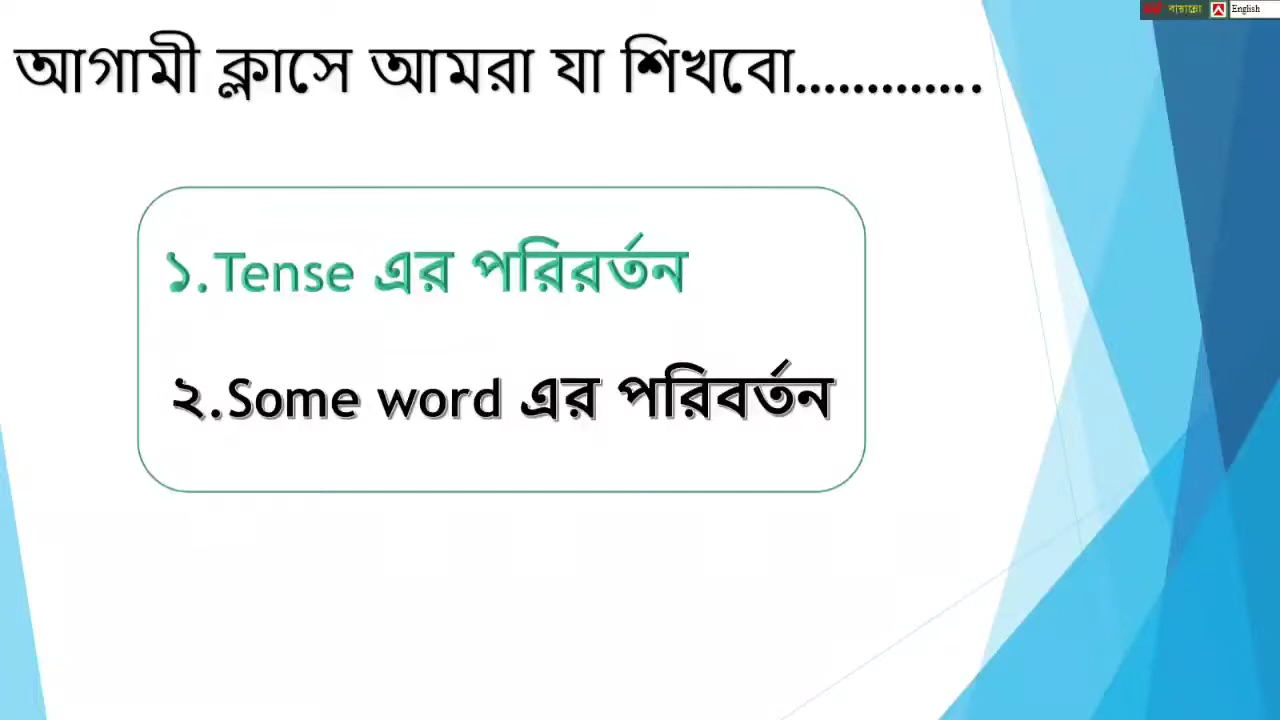 বায়ান্নো English
আগামী ক্লাসে আমরা যা শিখবো.............
১.Tense এর পরিরর্তন
২.Some word এর পরিবর্তন